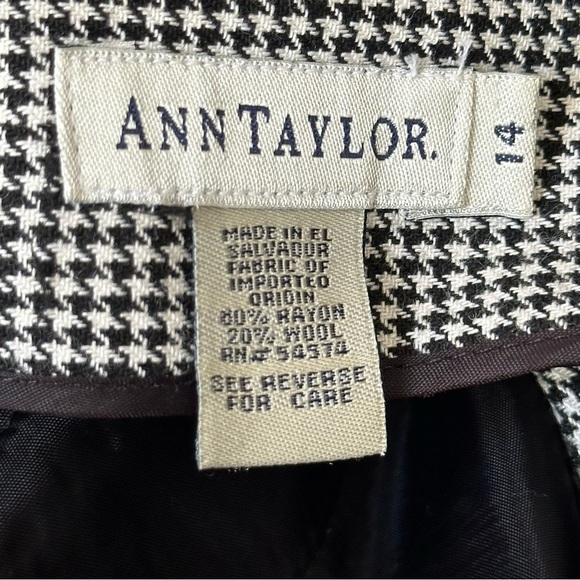 ANNTAYLOR.
14
MADE IN EL
SALVADOR
FABRIC OF
IMPORTED
ORIGIN
80% RAYON
20% WOOL
RN# 54374
SEE REVERSE
FOR CARE